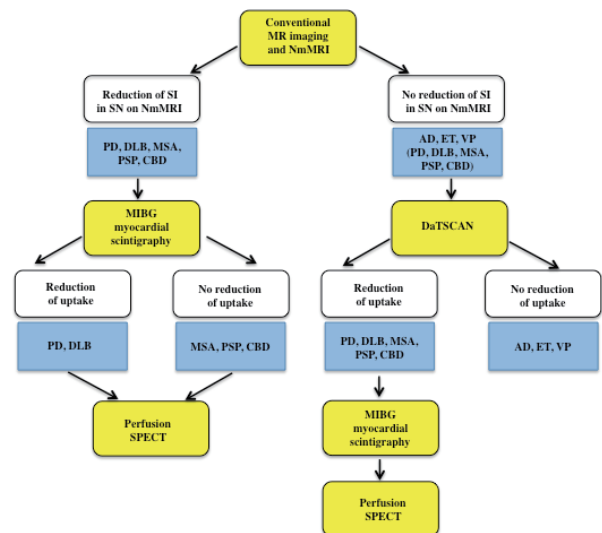 Conventional
MR imaging
and NmMRI
Reduction of SI
in SN on NmMRI
No reduction of SI
in SN on NmMRI
PD, DLB, MSA,
PSP, CBD
AD, ET, VP
(PD, DLB, MSA,
PSP, CBD)
MIBG
myocardial
scintigraphy
DaTSCAN
Reduction
of uptake
No reduction
of uptake
Reduction
of uptake
No reduction
of uptake
PD, DLB
MSA, PSP, CBD
PD, DLB, MSA,
PSP, CBD
AD, ET, VP
Perfusion
SPECT
MIBG
myocardial
scintigraphy
Perfusion
SPECT